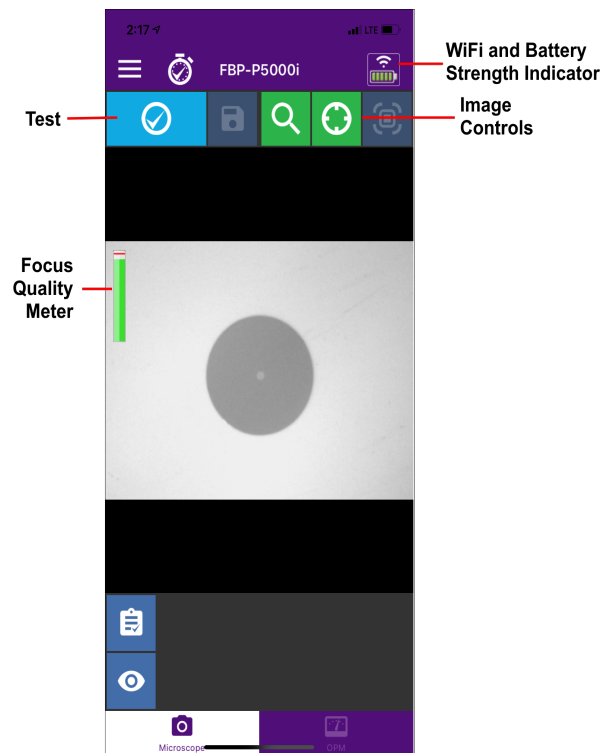 2:17
LTE
FBP-P5000i
WiFi and Battery
Strength Indicator
Test
Image
Controls
Focus
Quality
Meter
Microscope
OPM